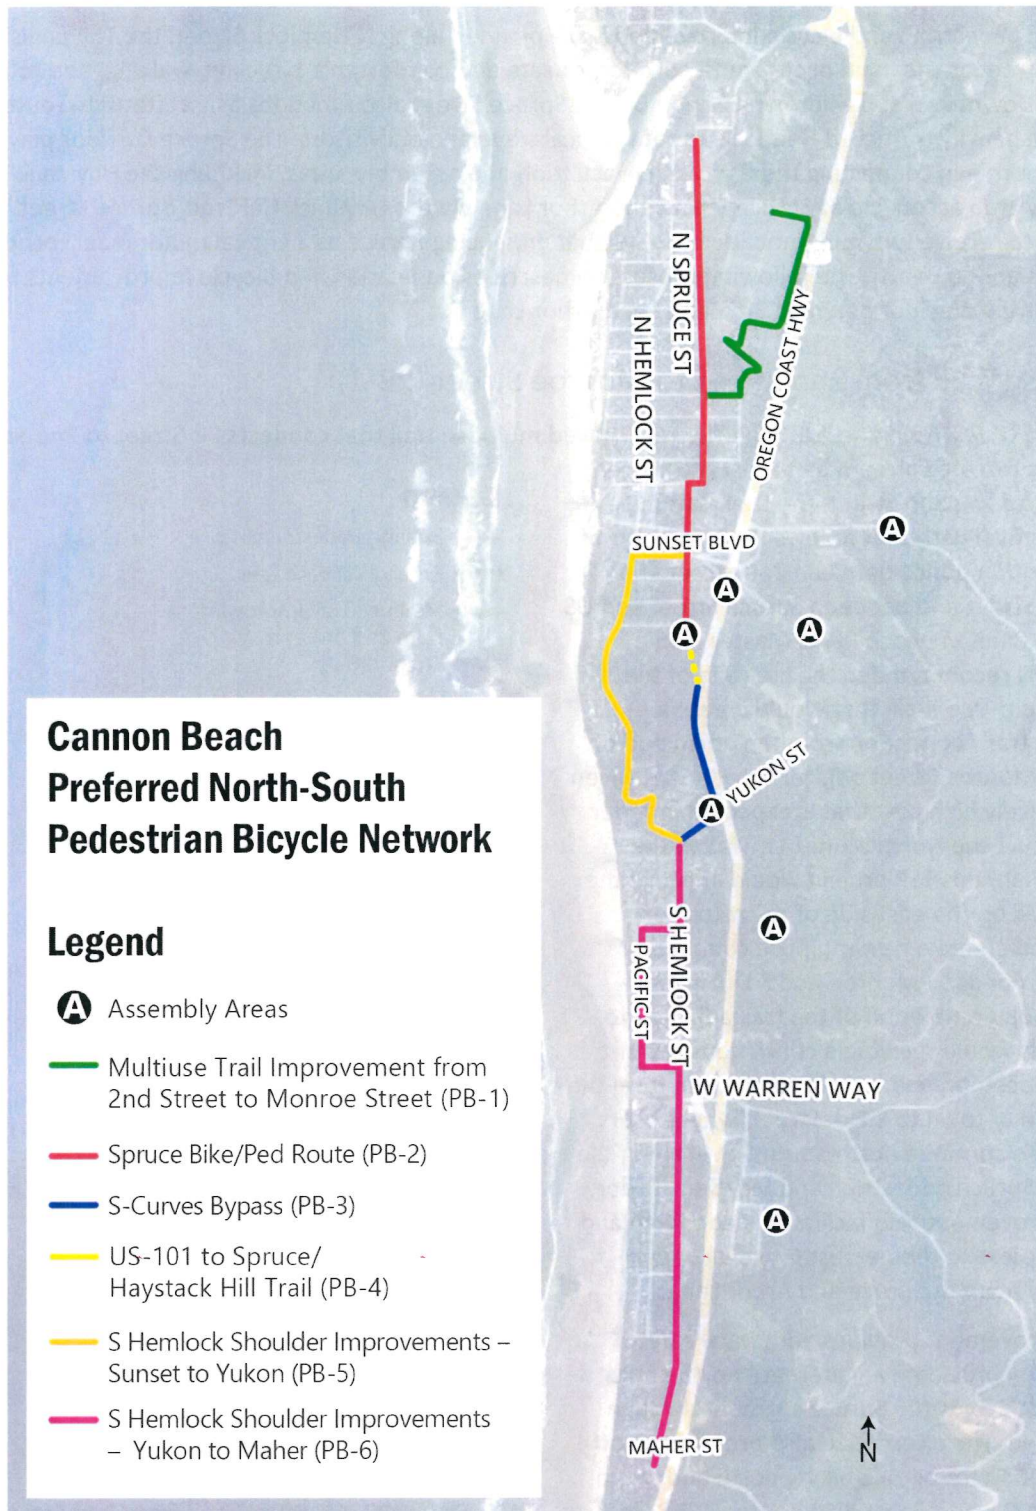 N SPRUCE ST
N HEMLOCK ST
OREGON COAST HWY
SUNSET BLVD
A
A
A
A
YUKON ST
A
A
S HEMLOCK ST
PACIFIC ST
W WARREN WAY
A
MAHER ST
N
Cannon Beach
Preferred North-South
Pedestrian Bicycle Network
Legend
A Assembly Areas
Multiuse Trail Improvement from
2nd Street to Monroe Street (PB-1)
Spruce Bike/Ped Route (PB-2)
S-Curves Bypass (PB-3)
US-101 to Spruce/
Haystack Hill Trail (PB-4)
S Hemlock Shoulder Improvements –
Sunset to Yukon (PB-5)
S Hemlock Shoulder Improvements
– Yukon to Maher (PB-6)